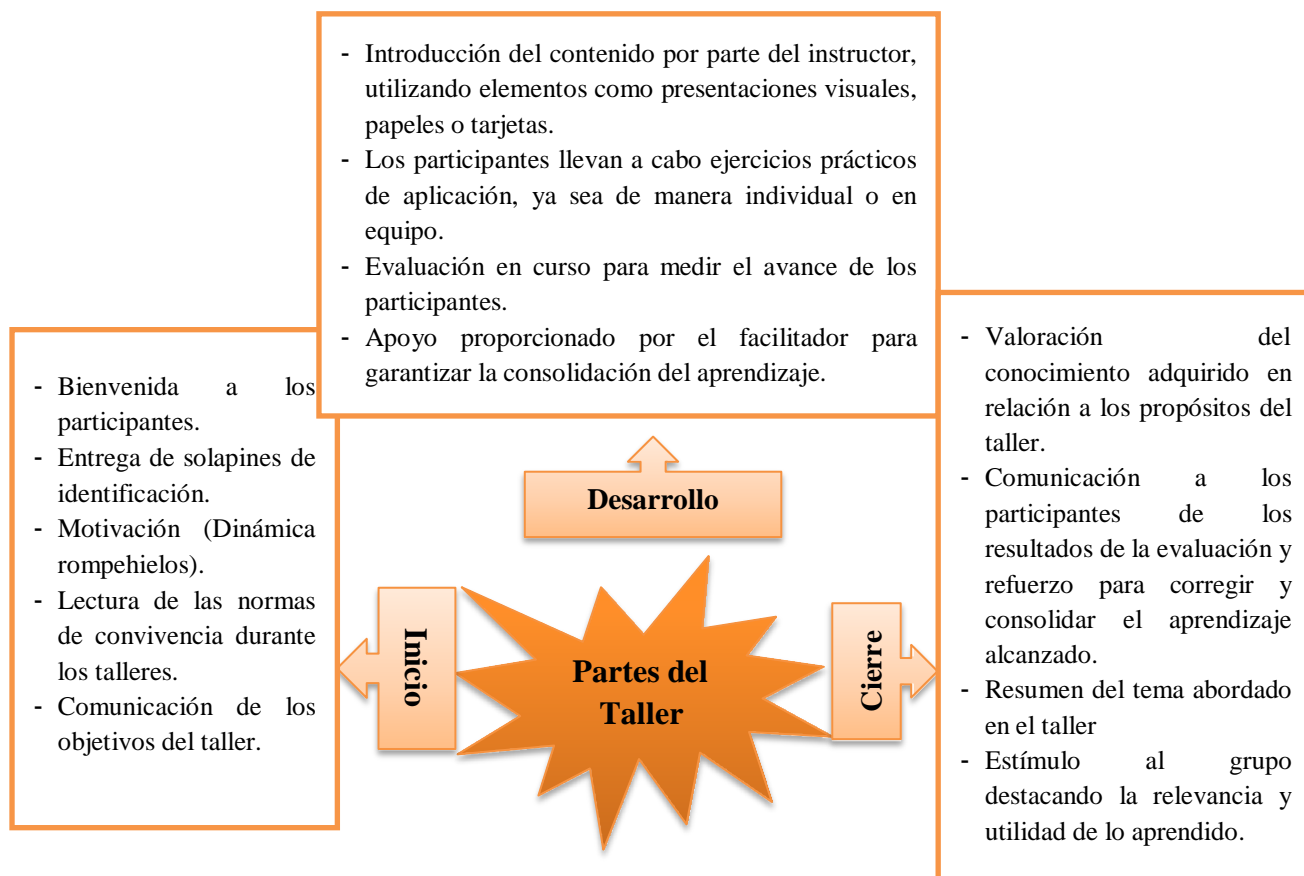 - Introducción del contenido por parte del instructor,
utilizando elementos como presentaciones visuales,
papeles o tarjetas.
- Los participantes llevan a cabo ejercicios prácticos
de aplicación, ya sea de manera individual o en
equipo.
- Evaluación en curso para medir el avance de los
participantes.
- Apoyo proporcionado por el facilitador para
garantizar la consolidación del aprendizaje.
- Bienvenida a los
participantes.
- Entrega de solapines de
identificación.
- Motivación (Dinámica
rompehielos).
- Lectura de las normas
de convivencia durante
los talleres.
- Comunicación de los
objetivos del taller.
Desarrollo
Inicio
Partes del
Taller
Cierre
- Valoración del
conocimiento adquirido en
relación a los propósitos del
taller.
- Comunicación a los
participantes de los
resultados de la evaluación y
refuerzo para corregir y
consolidar el aprendizaje
alcanzado.
- Resumen del tema abordado
en el taller
- Estímulo al grupo
destacando la relevancia y
utilidad de lo aprendido.